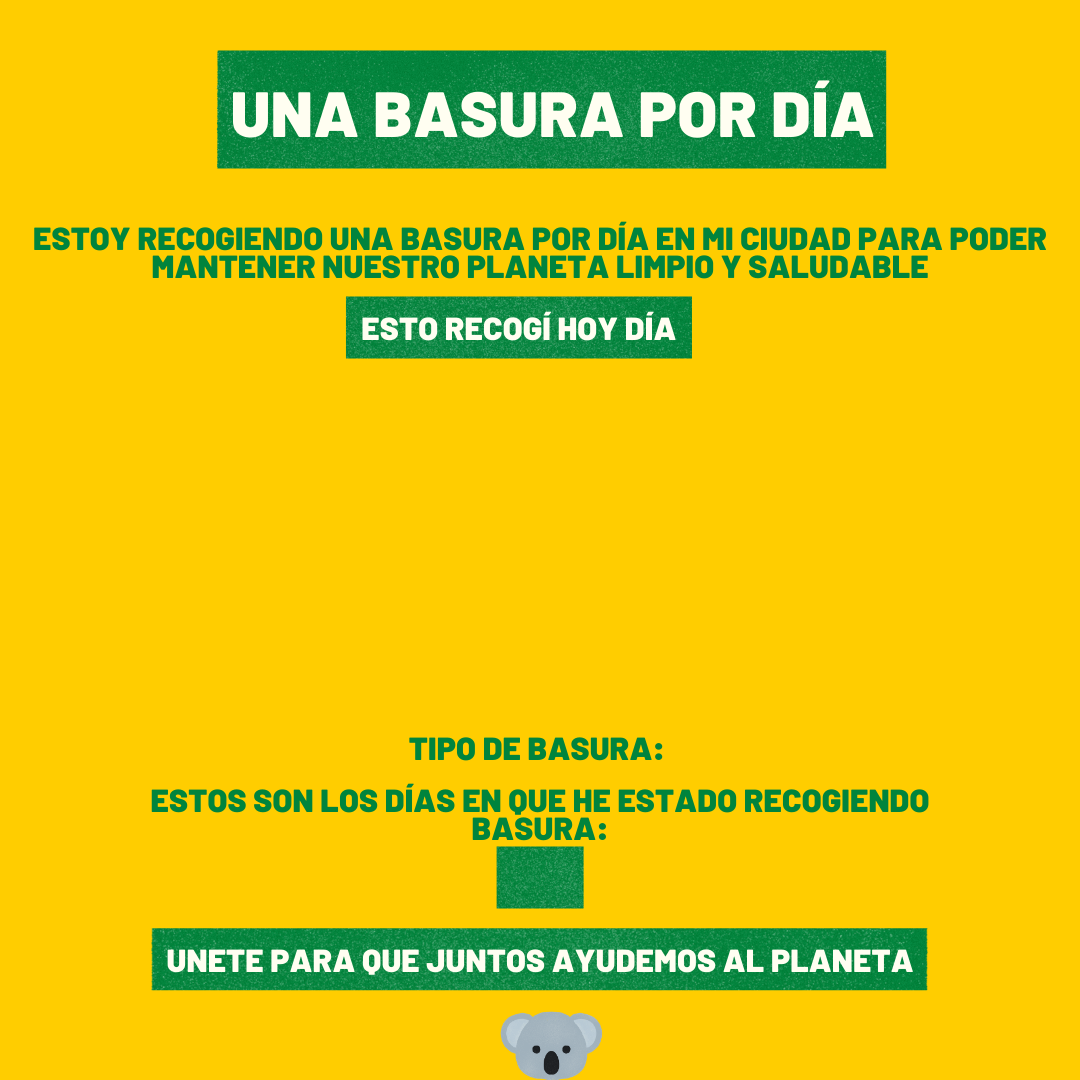 UNA BASURA POR DÍA
ESTOY RECOGIENDO UNA BASURA POR DÍA EN MI CIUDAD PARA PODER
MANTENER NUESTRO PLANETA LIMPIO Y SALUDABLE
ESTO RECOGÍ HOY DÍA
TIPO DE BASURA:
ESTOS SON LOS DÍAS EN QUE HE ESTADO RECOGIENDO
BASURA:
UNETE PARA QUE JUNTOS AYUDEMOS AL PLANETA